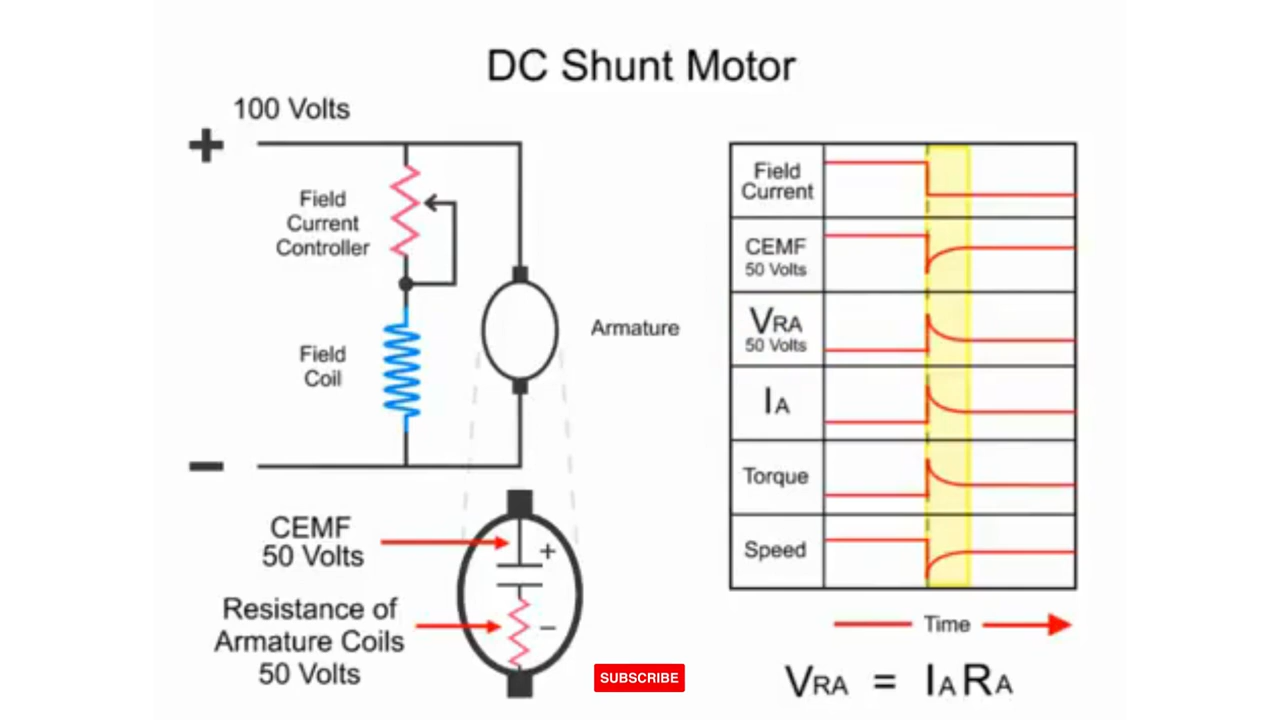 DC Shunt Motor
100 Volts
+
Field
Current
Controller
Field
Coil
Armature
−
CEMF
50 Volts
+
Resistance of
Armature Coils
50 Volts
−
SUBSCRIBE
Field
Current
CEMF
50 Volts
VRA
50 Volts
IA
Torque
Speed
Time
VRA = IARA